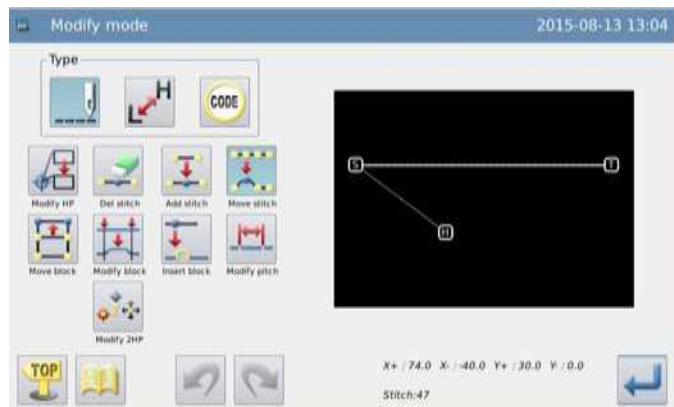 Modify mode 2015-08-13 13:04
Type
L H CODE
Modify HP Del stitch Add stitch Move stitch
Move block Modify block Insert block Modify pitch
Modify 2HP
S T
H
TOP
X+ : 74.0 X- : -40.0 Y+ : 30.0 Y- : 0.0
Stitch:47